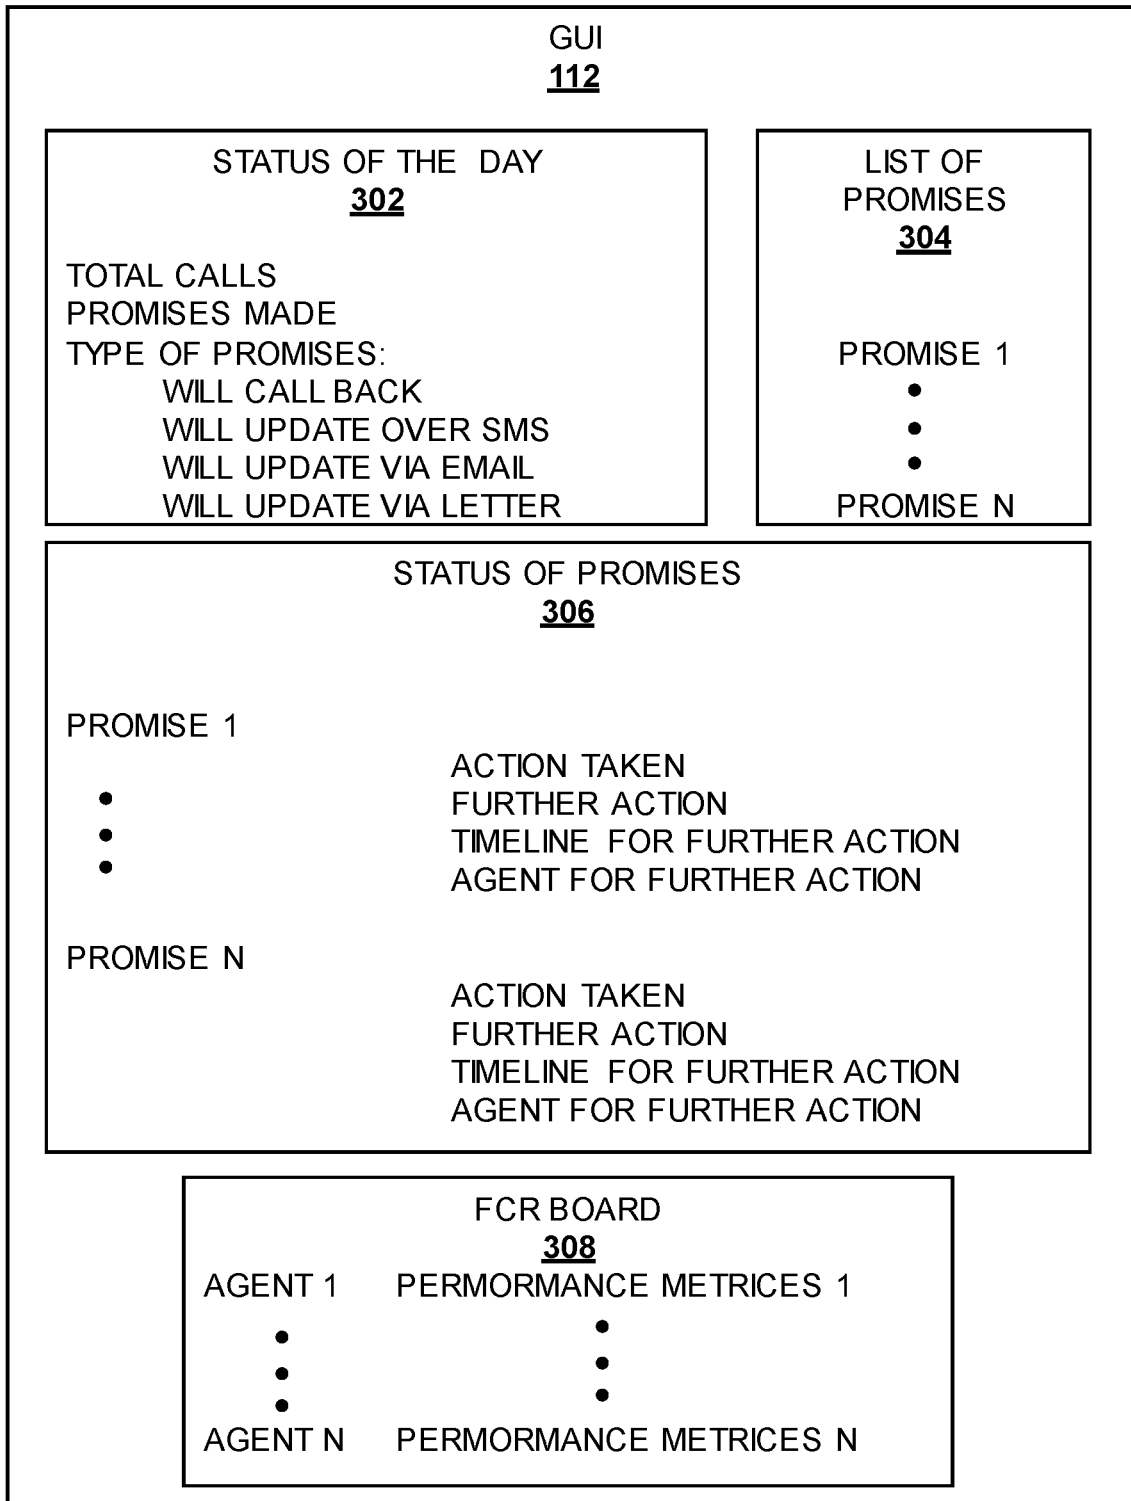 GUI
112
STATUS OF THE DAY
302
TOTAL CALLS
PROMISES MADE
TYPE OF PROMISES:
WILL CALL BACK
WILL UPDATE OVER SMS
WILL UPDATE VIA EMAIL
WILL UPDATE VIA LETTER
LIST OF
PROMISES
304
PROMISE 1
PROMISE N
STATUS OF PROMISES
306
PROMISE 1
ACTION TAKEN
FURTHER ACTION
TIMELINE FOR FURTHER ACTION
AGENT FOR FURTHER ACTION
PROMISE N
ACTION TAKEN
FURTHER ACTION
TIMELINE FOR FURTHER ACTION
AGENT FOR FURTHER ACTION
FCR BOARD
308
AGENT 1 PERMORMANCE METRICES 1
AGENT N PERMORMANCE METRICES N